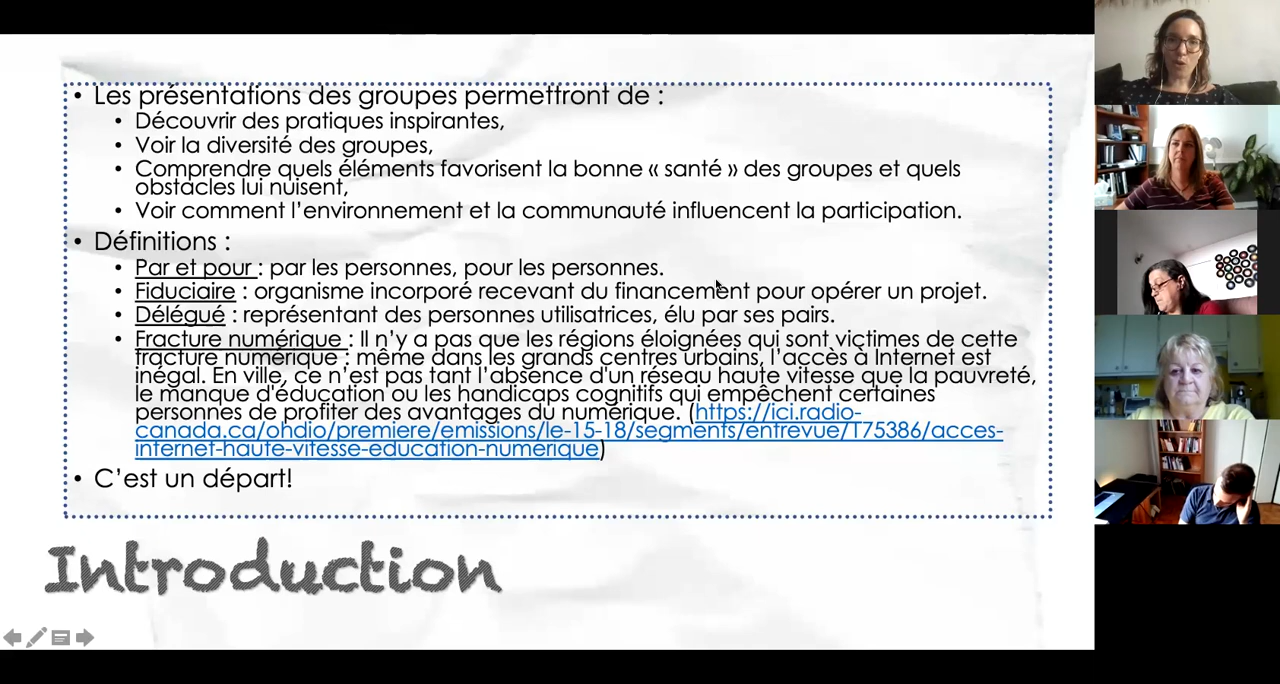 • Les présentations des groupes permettront de :
• Découvrir des pratiques inspirantes,
• Voir la diversité des groupes,
• Comprendre quels éléments favorisent la bonne « santé » des groupes et quels
obstacles lui nuisent,
• Voir comment l'environnement et la communauté influencent la participation.
• Définitions :
• Par et pour : par les personnes, pour les personnes.
• Fiduciaire : organisme incorporé recevant du financement pour opérer un projet.
• Délégué : représentant des personnes utilisatrices, élu par ses pairs.
• Fracture numérique : Il n'y a pas que les régions éloignées qui sont victimes de cette
fracture numérique : même dans les grands centres urbains, l'accès à Internet est
inégal. En ville, ce n'est pas tant l'absence d'un réseau haute vitesse que la pauvreté,
le manque d'éducation ou les handicaps cognitifs qui empêchent certaines
personnes de profiter des avantages du numérique. (https://ici.radio-
canada.ca/ohdio/premiere/emissions/le-15-18/segments/entrevue/175386/acces-
internet-haute-vitesse-education-numerique)
• C'est un départ!
Introduction